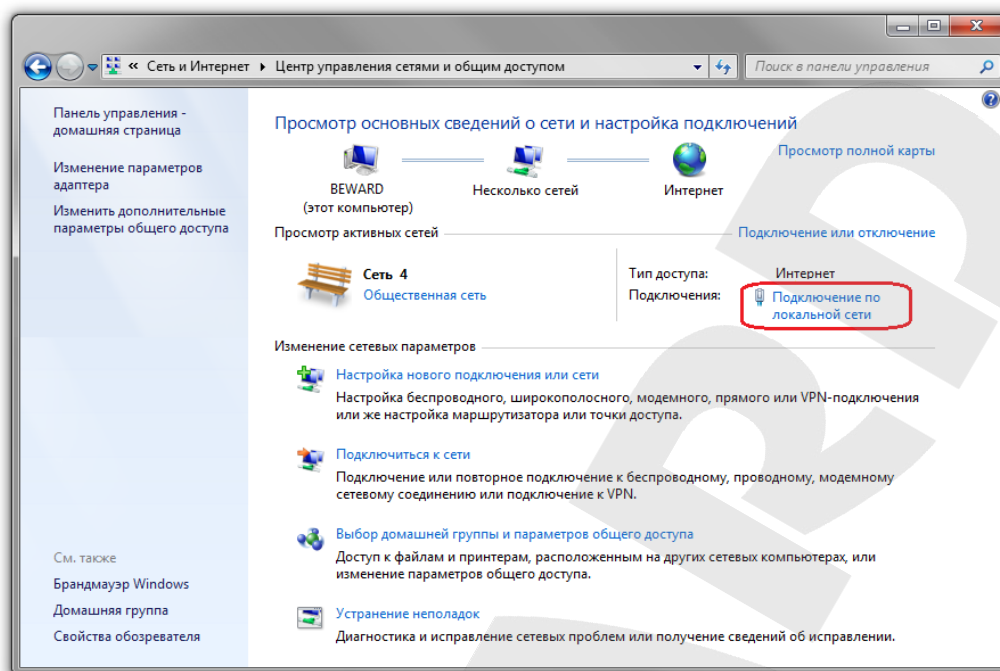 « Сеть и Интернет ▸ Центр управления сетями и общим доступом
Поиск в панели управления
Панель управления -
домашняя страница
Изменение параметров
адаптера
Изменить дополнительные
параметры общего доступа
См. также
Брандмауэр Windows
Домашняя группа
Свойства обозревателя
Просмотр основных сведений о сети и настройка подключений
Просмотр полной карты
BEWARD
(этот компьютер)
Несколько сетей
Интернет
Просмотр активных сетей
Подключение или отключение
Сеть 4
Общественная сеть
Тип доступа: Интернет
Подключения: Подключение по
локальной сети
Изменение сетевых параметров
Настройка нового подключения или сети
Настройка беспроводного, широкополосного, модемного, прямого или VPN-подключения
или же настройка маршрутизатора или точки доступа.
Подключиться к сети
Подключение или повторное подключение к беспроводному, проводному, модемному
сетевому соединению или подключение к VPN.
Выбор домашней группы и параметров общего доступа
Доступ к файлам и принтерам, расположенным на других сетевых компьютерах, или
изменение параметров общего доступа.
Устранение неполадок
Диагностика и исправление сетевых проблем или получение сведений об исправлении.